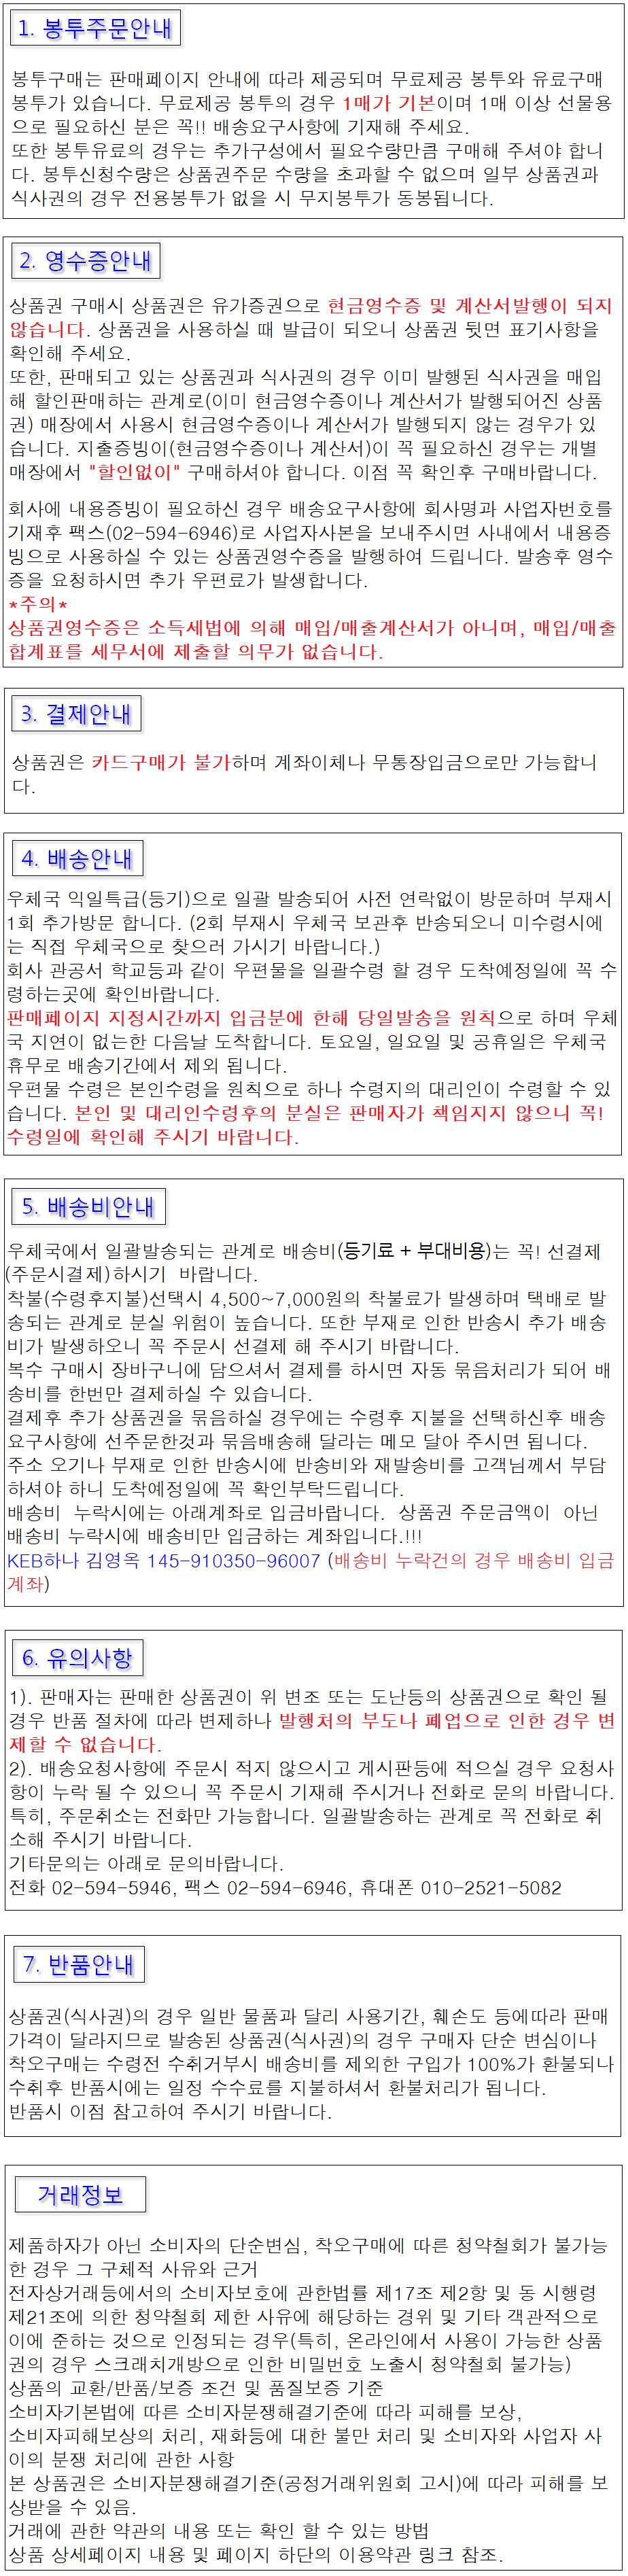 1. 봉투주문안내
봉투구매는 판매페이지 안내에 따라 제공되며 무료제공 봉투와 유료구매
봉투가 있습니다. 무료제공 봉투의 경우 1매가 기본이며 1매 이상 선물용
으로 필요하신 분은 꼭!! 배송요구사항에 기재해 주세요.
또한 봉투유료의 경우는 추가구성에서 필요수량만큼 구매해 주셔야 합니
다. 봉투신청수량은 상품권주문 수량을 초과할 수 없으며 일부 상품권과
식사권의 경우 전용봉투가 없을 시 무지봉투가 동봉됩니다.
2. 영수증안내
상품권 구매시 상품권은 유가증권으로 현금영수증 및 계산서발행이 되지
않습니다. 상품권을 사용하실 때 발급이 되오니 상품권 뒷면 표기사항을
확인해 주세요.
또한, 판매되고 있는 상품권과 식사권의 경우 이미 발행된 식사권을 매입
해 할인판매하는 관계로(이미 현금영수증이나 계산서가 발행되어진 상품
권) 매장에서 사용시 현금영수증이나 계산서가 발행되지 않는 경우가 있
습니다. 지출증빙이(현금영수증이나 계산서)이 꼭 필요하신 경우는 개별
매장에서 "할인없이" 구매하셔야 합니다. 이점 꼭 확인후 구매바랍니다.
회사에 내용증빙이 필요하신 경우 배송요구사항에 회사명과 사업자번호를
기재후 팩스(02-594-6946)로 사업자사본을 보내주시면 사내에서 내용증
빙으로 사용하실 수 있는 상품권영수증을 발행하여 드립니다. 발송후 영수
증을 요청하시면 추가 우편료가 발생합니다.
*주의*
상품권영수증은 소득세법에 의해 매입/매출계산서가 아니며, 매입/매출
합계표를 세무서에 제출할 의무가 없습니다.
3. 결제안내
상품권은 카드구매가 불가하며 계좌이체나 무통장입금으로만 가능합니
다.
4. 배송안내
우체국 익일특급(등기)으로 일괄 발송되어 사전 연락없이 방문하며 부재시
1회 추가방문 합니다. (2회 부재시 우체국 보관후 반송되오니 미수령시에
는 직접 우체국으로 찾으러 가시기 바랍니다.)
회사 관공서 학교등과 같이 우편물을 일괄수령 할 경우 도착예정일에 꼭 수
령하는곳에 확인바랍니다.
판매페이지 지정시간까지 입금분에 한해 당일발송을 원칙으로 하며 우체
국 지연이 없는한 다음날 도착합니다. 토요일, 일요일 및 공휴일은 우체국
휴무로 배송기간에서 제외 됩니다.
우편물 수령은 본인수령을 원칙으로 하나 수령지의 대리인이 수령할 수 있
습니다. 본인 및 대리인수령후의 분실은 판매자가 책임지지 않으니 꼭!
수령일에 확인해 주시기 바랍니다.
5. 배송비안내
우체국에서 일괄발송되는 관계로 배송비(등기료 + 부대비용)는 꼭! 선결제
(주문시결제)하시기 바랍니다.
착불(수령후지불)선택시 4,500~7,000원의 착불료가 발생하며 택배로 발
송되는 관계로 분실 위험이 높습니다. 또한 부재로 인한 반송시 추가 배송
비가 발생하오니 꼭 주문시 선결제 해 주시기 바랍니다.
복수 구매시 장바구니에 담으셔서 결제를 하시면 자동 묶음처리가 되어 배
송비를 한번만 결제하실 수 있습니다.
결제후 추가 상품권을 묶음하실 경우에는 수령후 지불을 선택하신후 배송
요구사항에 선주문한것과 묶음배송해 달라는 메모 달아 주시면 됩니다.
주소 오기나 부재로 인한 반송시에 반송비와 재발송비를 고객님께서 부담
하셔야 하니 도착예정일에 꼭 확인부탁드립니다.
배송비 누락시에는 아래계좌로 입금바랍니다. 상품권 주문금액이 아닌
배송비 누락시에 배송비만 입금하는 계좌입니다.!!!
KEB하나 김영옥 145-910350-96007 (배송비 누락건의 경우 배송비 입금
계좌)
6. 유의사항
1). 판매자는 판매한 상품권이 위 변조 또는 도난등의 상품권으로 확인 될
경우 반품 절차에 따라 변제하나 발행처의 부도나 폐업으로 인한 경우 변
제할 수 없습니다.
2). 배송요청사항에 주문시 적지 않으시고 게시판등에 적으실 경우 요청사
항이 누락 될 수 있으니 꼭 주문시 기재해 주시거나 전화로 문의 바랍니다.
특히, 주문취소는 전화만 가능합니다. 일괄발송하는 관계로 꼭 전화로 취
소해 주시기 바랍니다.
기타문의는 아래로 문의바랍니다.
전화 02-594-5946, 팩스 02-594-6946, 휴대폰 010-2521-5082
7. 반품안내
상품권(식사권)의 경우 일반 물품과 달리 사용기간, 훼손도 등에따라 판매
가격이 달라지므로 발송된 상품권(식사권)의 경우 구매자 단순 변심이나
착오구매는 수령전 수취거부시 배송비를 제외한 구입가 100%가 환불되나
수취후 반품시에는 일정 수수료를 지불하셔서 환불처리가 됩니다.
반품시 이점 참고하여 주시기 바랍니다.
거래정보
제품하자가 아닌 소비자의 단순변심, 착오구매에 따른 청약철회가 불가능
한 경우 그 구체적 사유와 근거
전자상거래등에서의 소비자보호에 관한법률 제17조 제2항 및 동 시행령
제21조에 의한 청약철회 제한 사유에 해당하는 경위 및 기타 객관적으로
이에 준하는 것으로 인정되는 경우(특히, 온라인에서 사용이 가능한 상품
권의 경우 스크래치개방으로 인한 비밀번호 노출시 청약철회 불가능)
상품의 교환/반품/보증 조건 및 품질보증 기준
소비자기본법에 따른 소비자분쟁해결기준에 따라 피해를 보상,
소비자피해보상의 처리, 재화등에 대한 불만 처리 및 소비자와 사업자 사
이의 분쟁 처리에 관한 사항
본 상품권은 소비자분쟁해결기준(공정거래위원회 고시)에 따라 피해를 보
상받을 수 있음.
거래에 관한 약관의 내용 또는 확인 할 수 있는 방법
상품 상세페이지 내용 및 페이지 하단의 이용약관 링크 참조.